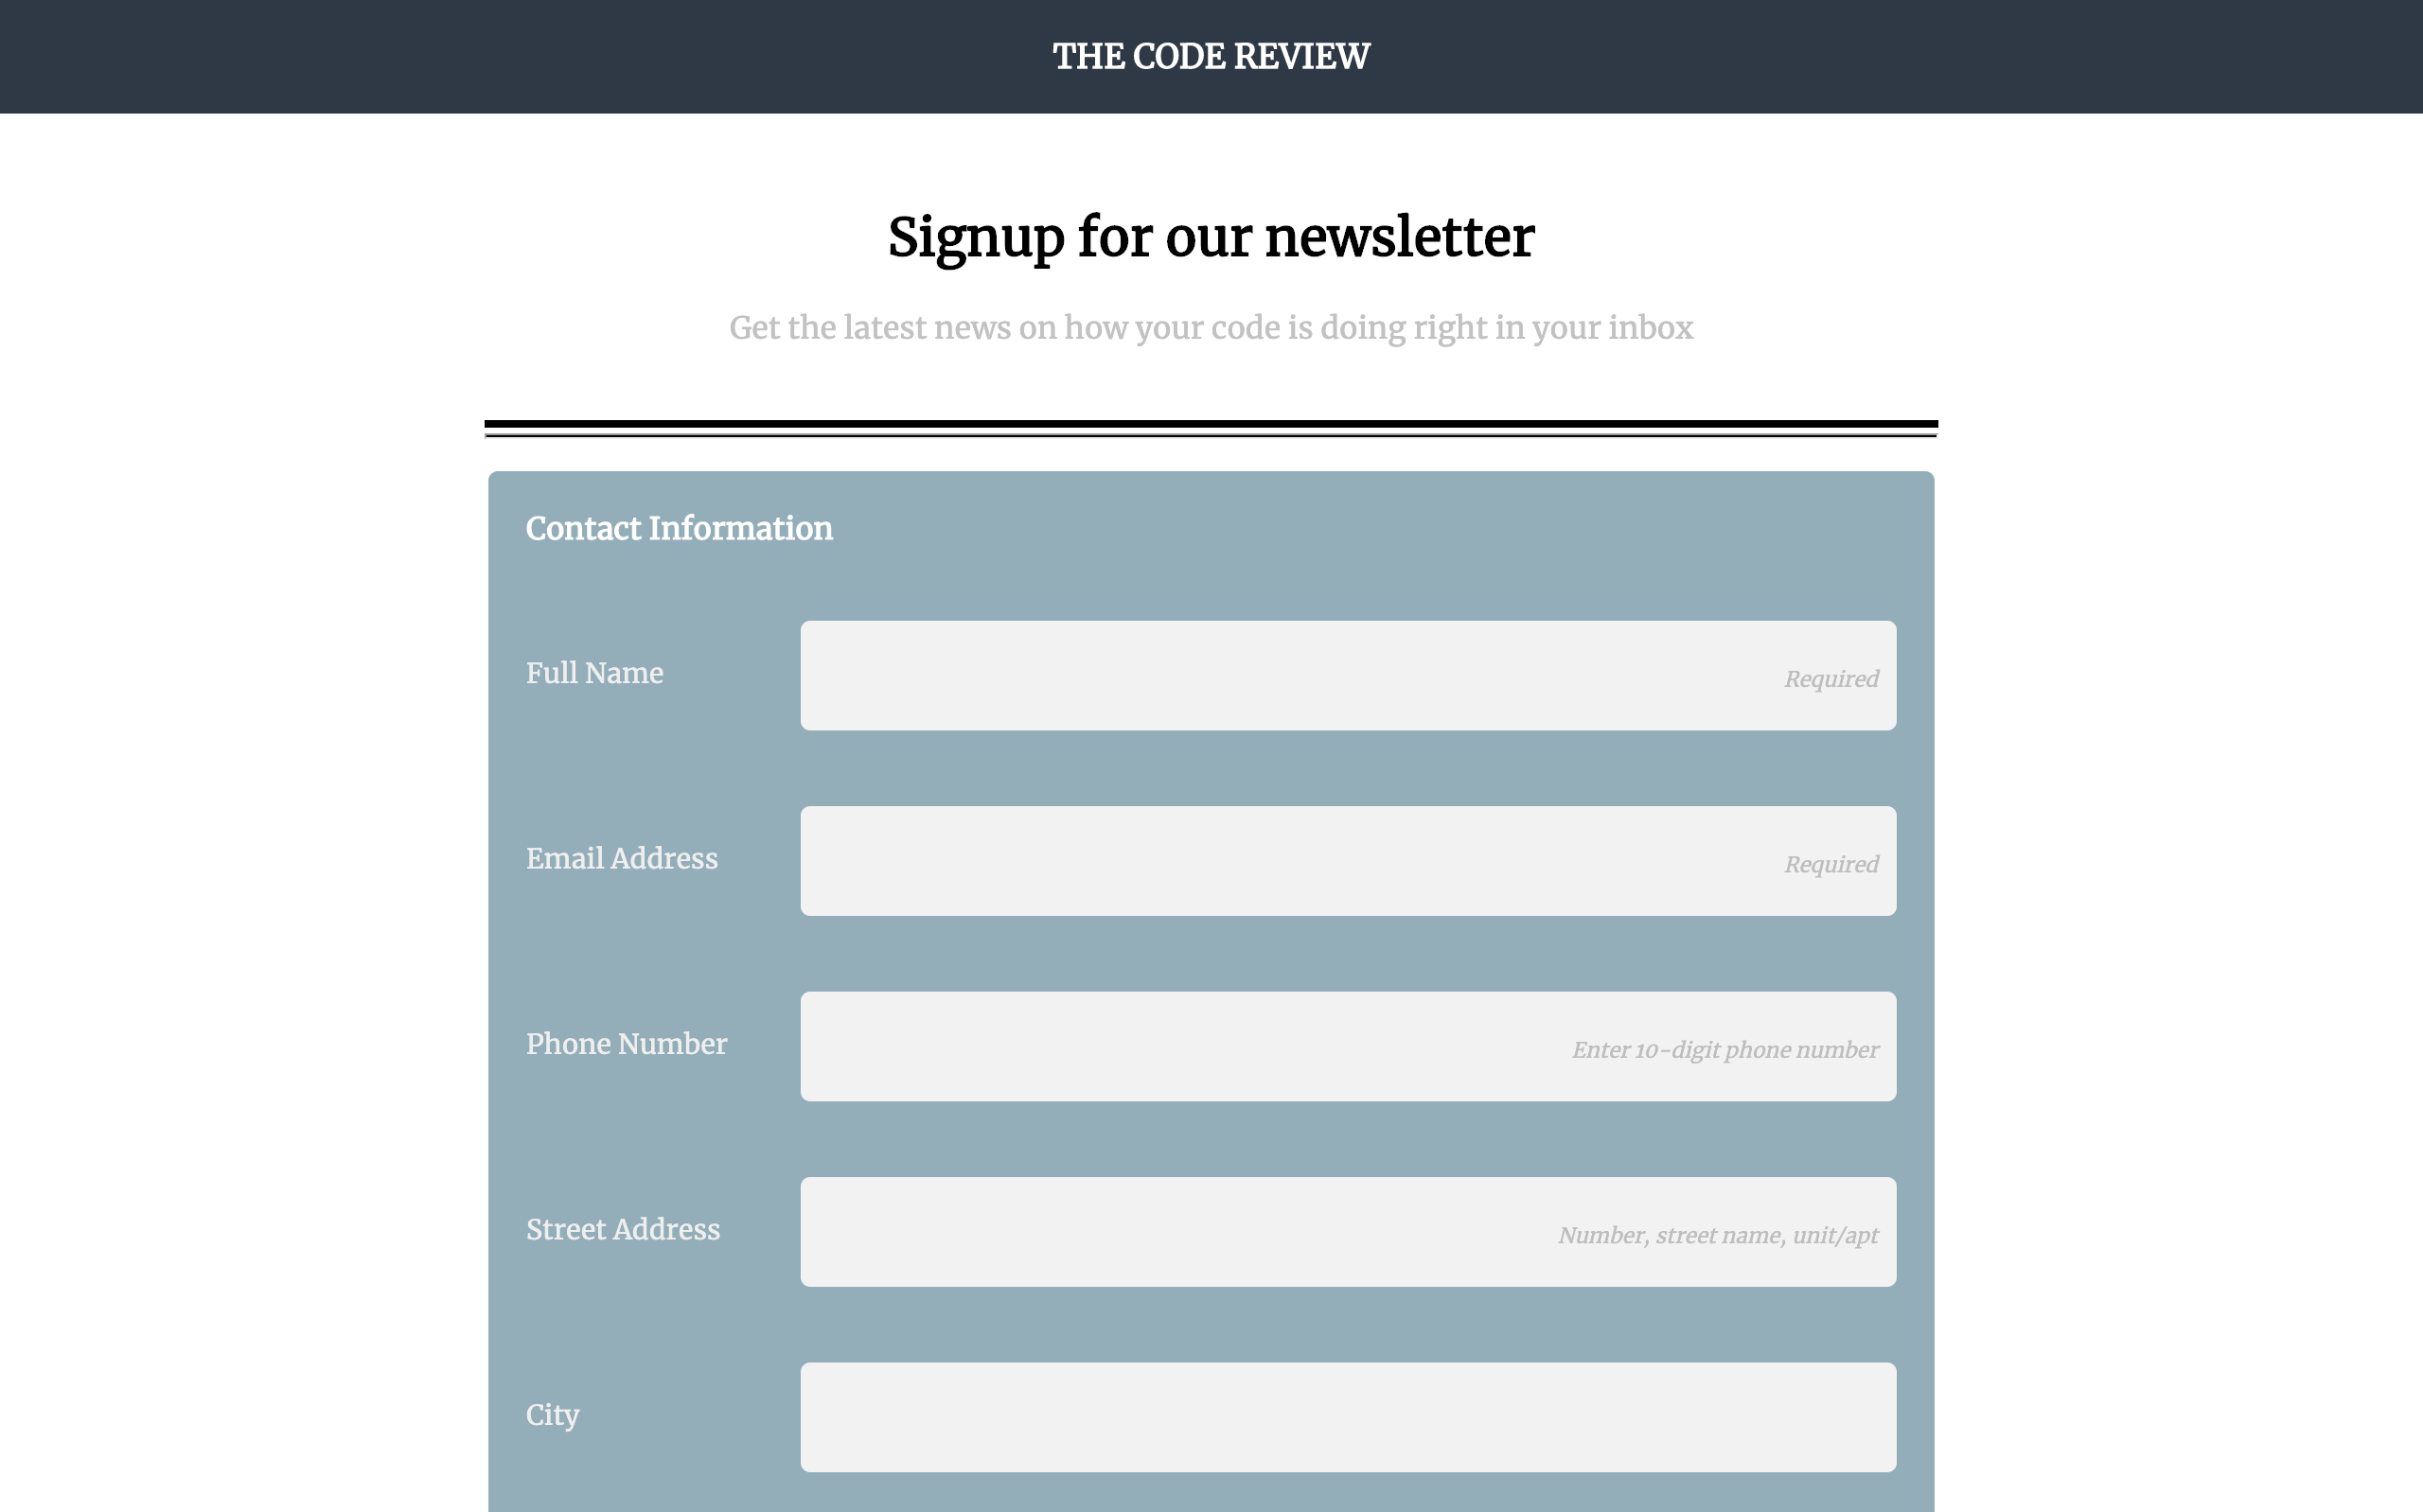 THE CODE REVIEW
Signup for our newsletter
Get the latest news on how your code is doing right in your inbox
Contact Information
Full Name
Required
Email Address
Required
Phone Number
Enter 10-digit phone number
Street Address
Number, street name, unit/apt
City